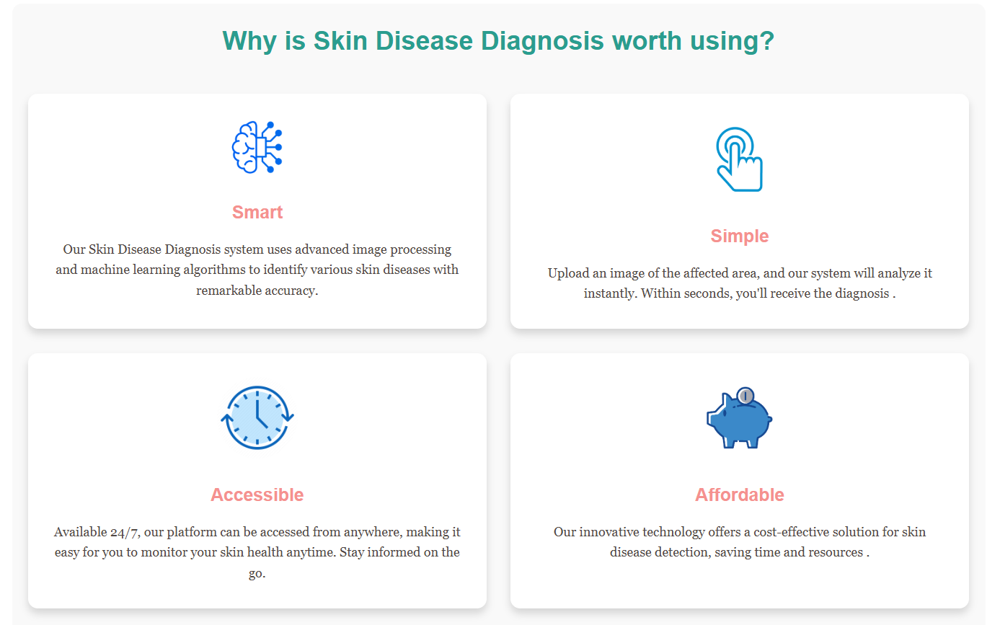 Why is Skin Disease Diagnosis worth using?
Smart
Our Skin Disease Diagnosis system uses advanced image processing
and machine learning algorithms to identify various skin diseases with
remarkable accuracy.
Simple
Upload an image of the affected area, and our system will analyze it
instantly. Within seconds, you'll receive the diagnosis .
Accessible
Available 24/7, our platform can be accessed from anywhere, making it
easy for you to monitor your skin health anytime. Stay informed on the
go.
Affordable
Our innovative technology offers a cost-effective solution for skin
disease detection, saving time and resources .